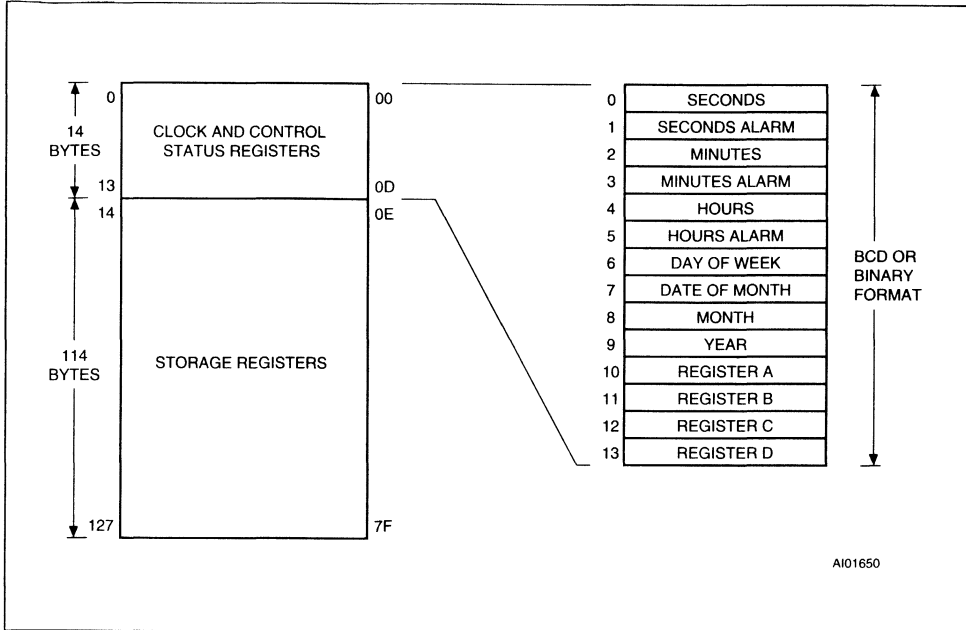 0
00
14
BYTES
CLOCK AND CONTROL
STATUS REGISTERS
13
0D
14
0E
114
BYTES
STORAGE REGISTERS
127
7F
0 SECONDS
1 SECONDS ALARM
2 MINUTES
3 MINUTES ALARM
4 HOURS
5 HOURS ALARM
6 DAY OF WEEK
7 DATE OF MONTH
8 MONTH
9 YEAR
10 REGISTER A
11 REGISTER B
12 REGISTER C
13 REGISTER D
BCD OR
BINARY
FORMAT
AI01650